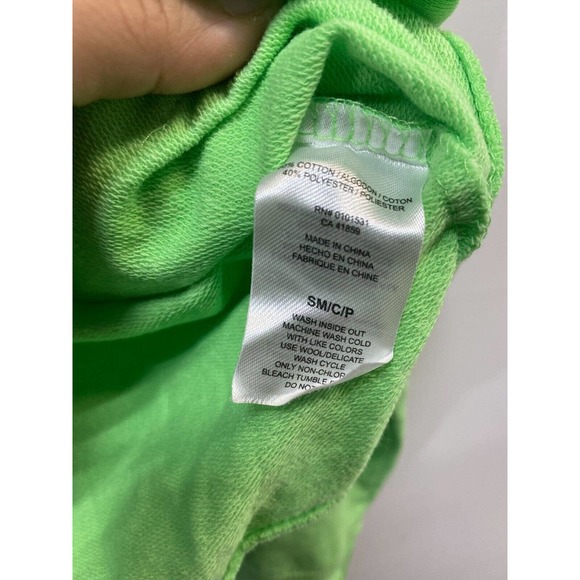 % COTTON / ALGODON / COTON
40% POLYESTER / POLIESTER
RN# 0101531
CA 41859
MADE IN CHINA
HECHO EN CHINA
FABRIQUE EN CHINE
SM/C/P
WASH INSIDE OUT
MACHINE WASH COLD
WITH LIKE COLORS
USE WOOL/DELICATE
WASH CYCLE
ONLY NON-CHLOR
BLEACH TUMBLE
DO NO